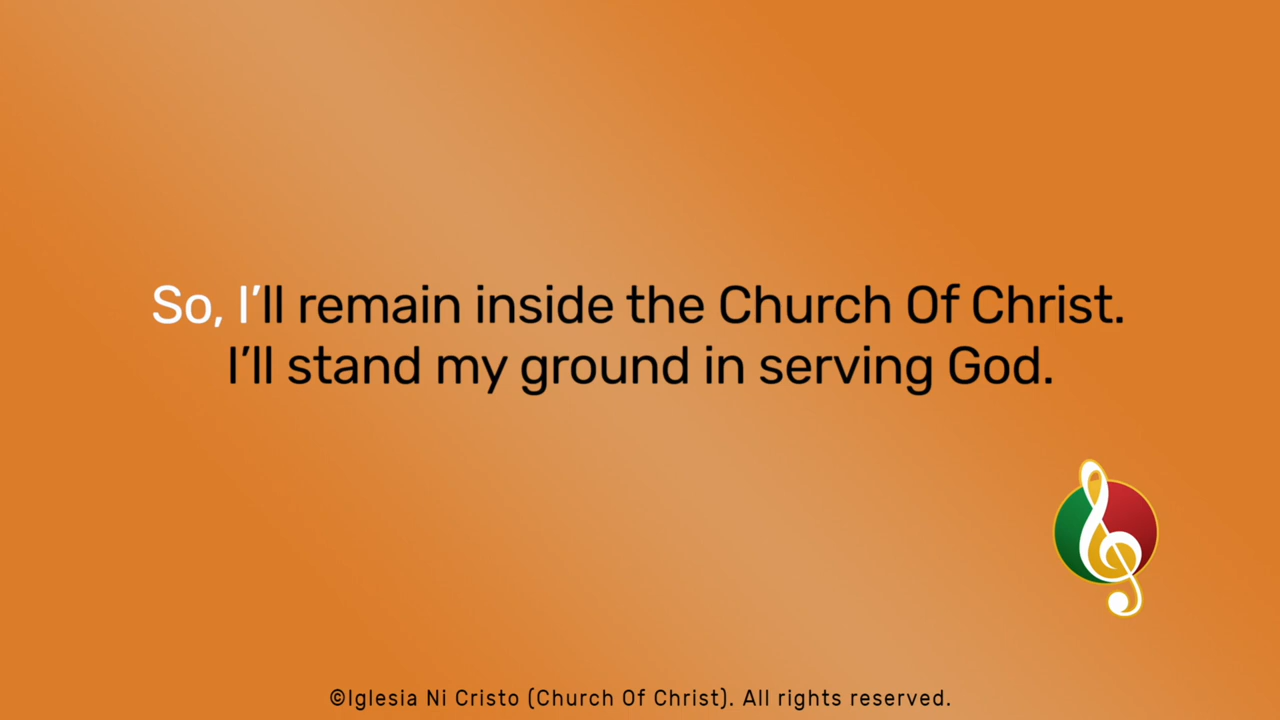 So, I’ll remain inside the Church Of Christ.
I’ll stand my ground in serving God.
©Iglesia Ni Cristo (Church Of Christ). All rights reserved.